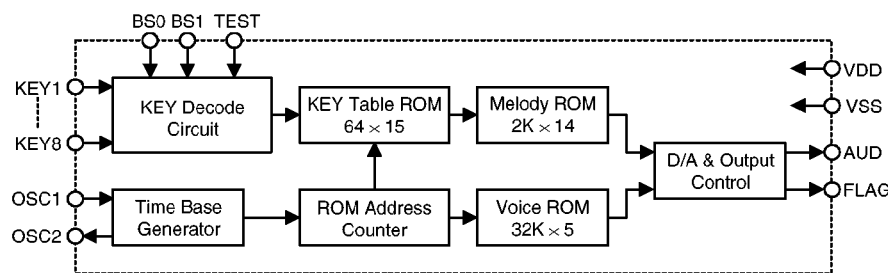 BS0 BS1 TEST
KEY1
KEY8
OSC1
OSC2
KEY Decode
Circuit
KEY Table ROM
64 × 15
Melody ROM
2K × 14
Time Base
Generator
ROM Address
Counter
Voice ROM
32K × 5
D/A & Output
Control
VDD
VSS
AUD
FLAG